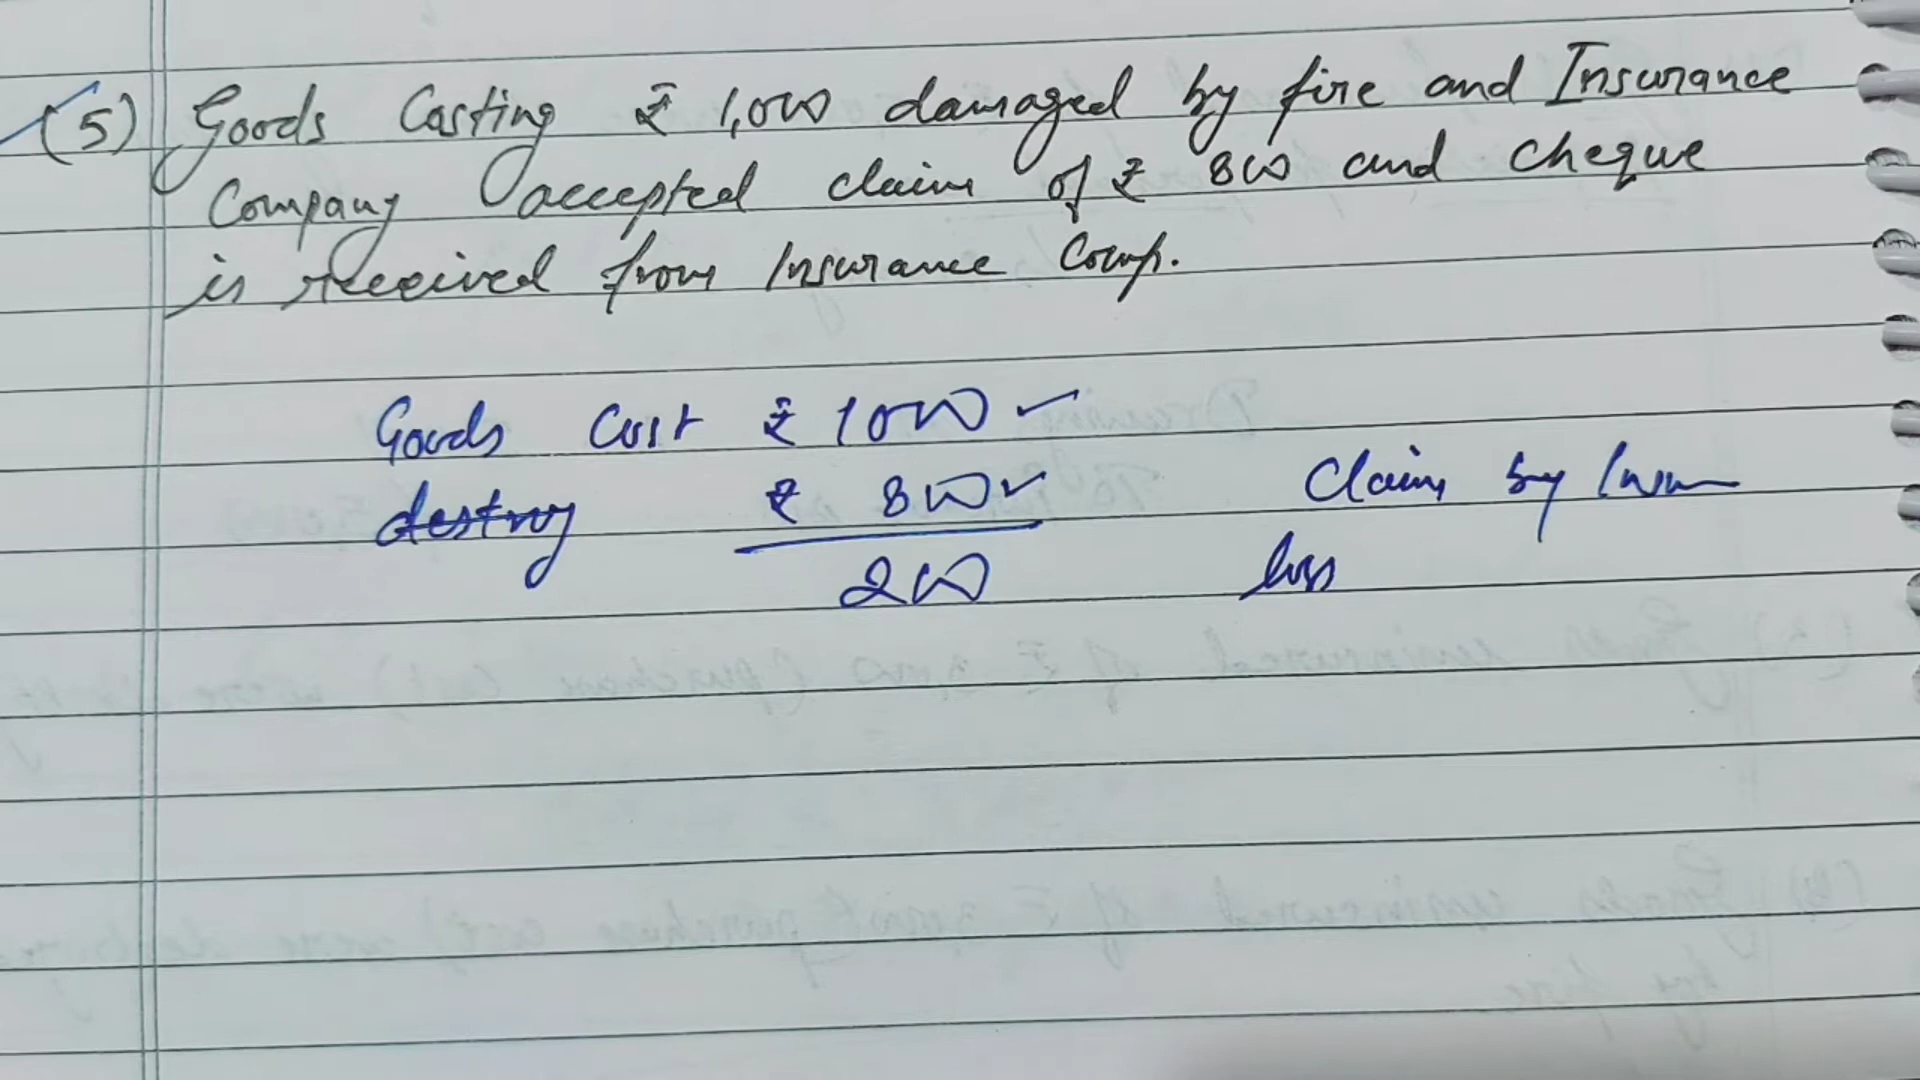 (5) Goods Costing ₹ 1,000 damaged by fire and Insurance
Company accepted claim of ₹ 800 and cheque
is received from Insurance Comp.
Goods Cost ₹ 1000 ✓
destroy ₹ 800 ✓ Claim by Insu
200 loss